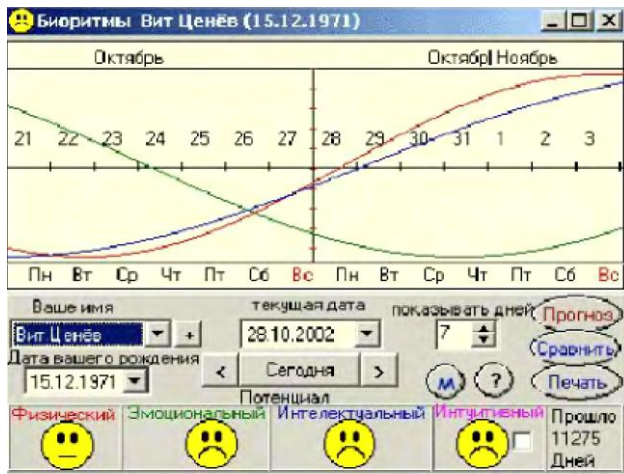 Биоритмы Вит Ценёв (15.12.1971)
Октябрь Октябр Ноябрь
21 22 23 24 25 26 27 28 29 30 31 1 2 3
Пн Вт Ср Чт Пт Сб Вс Пн Вт Ср Чт Пт Сб Вс
Ваше имя текущая дата показывать дней Прогноз
Вит Ценёв + 28.10.2002 7 Сравнить
Дата вашего рождения
15.12.1971 < Сегодня > М ? Печать
Потенциал
Физический Эмоциональный Интелектуальный Интуитивный Прошло
11275
Дней